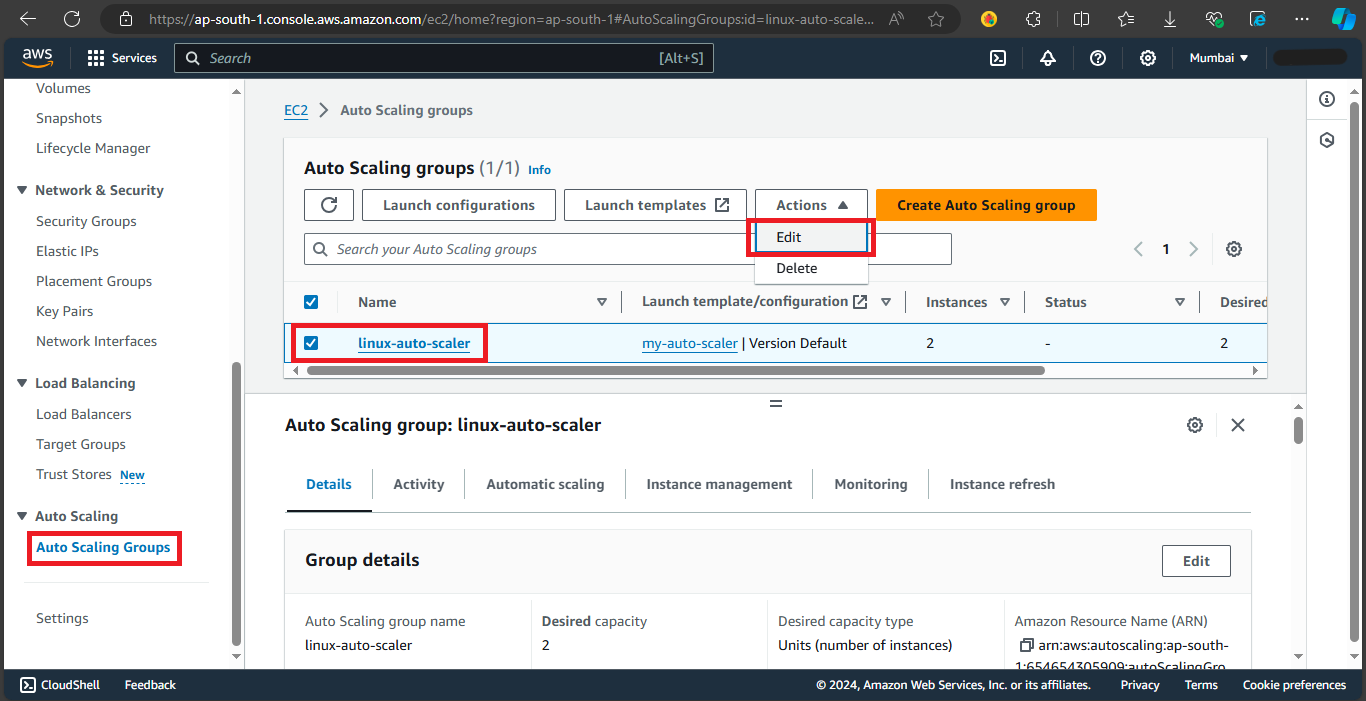 https://ap-south-1.console.aws.amazon.com/ec2/home?region=ap-south-1#AutoScalingGroups:id=linux-auto-scale...
aws
Services
Search
[Alt+S]
Mumbai
Volumes
Snapshots
Lifecycle Manager
Network & Security
Security Groups
Elastic IPs
Placement Groups
Key Pairs
Network Interfaces
Load Balancing
Load Balancers
Target Groups
Trust Stores New
Auto Scaling
Auto Scaling Groups
Settings
EC2 > Auto Scaling groups
Auto Scaling groups (1/1) Info
Launch configurations
Launch templates
Actions
Create Auto Scaling group
Edit
Delete
Search your Auto Scaling groups
1
Name
Launch template/configuration
Instances
Status
Desired
linux-auto-scaler
my-auto-scaler | Version Default
2
-
2
Auto Scaling group: linux-auto-scaler
Details
Activity
Automatic scaling
Instance management
Monitoring
Instance refresh
Group details
Edit
Auto Scaling group name
linux-auto-scaler
Desired capacity
2
Desired capacity type
Units (number of instances)
Amazon Resource Name (ARN)
arn:aws:autoscaling:ap-south-
1:654654305909:autoScalingGro
CloudShell
Feedback
© 2024, Amazon Web Services, Inc. or its affiliates.
Privacy
Terms
Cookie preferences